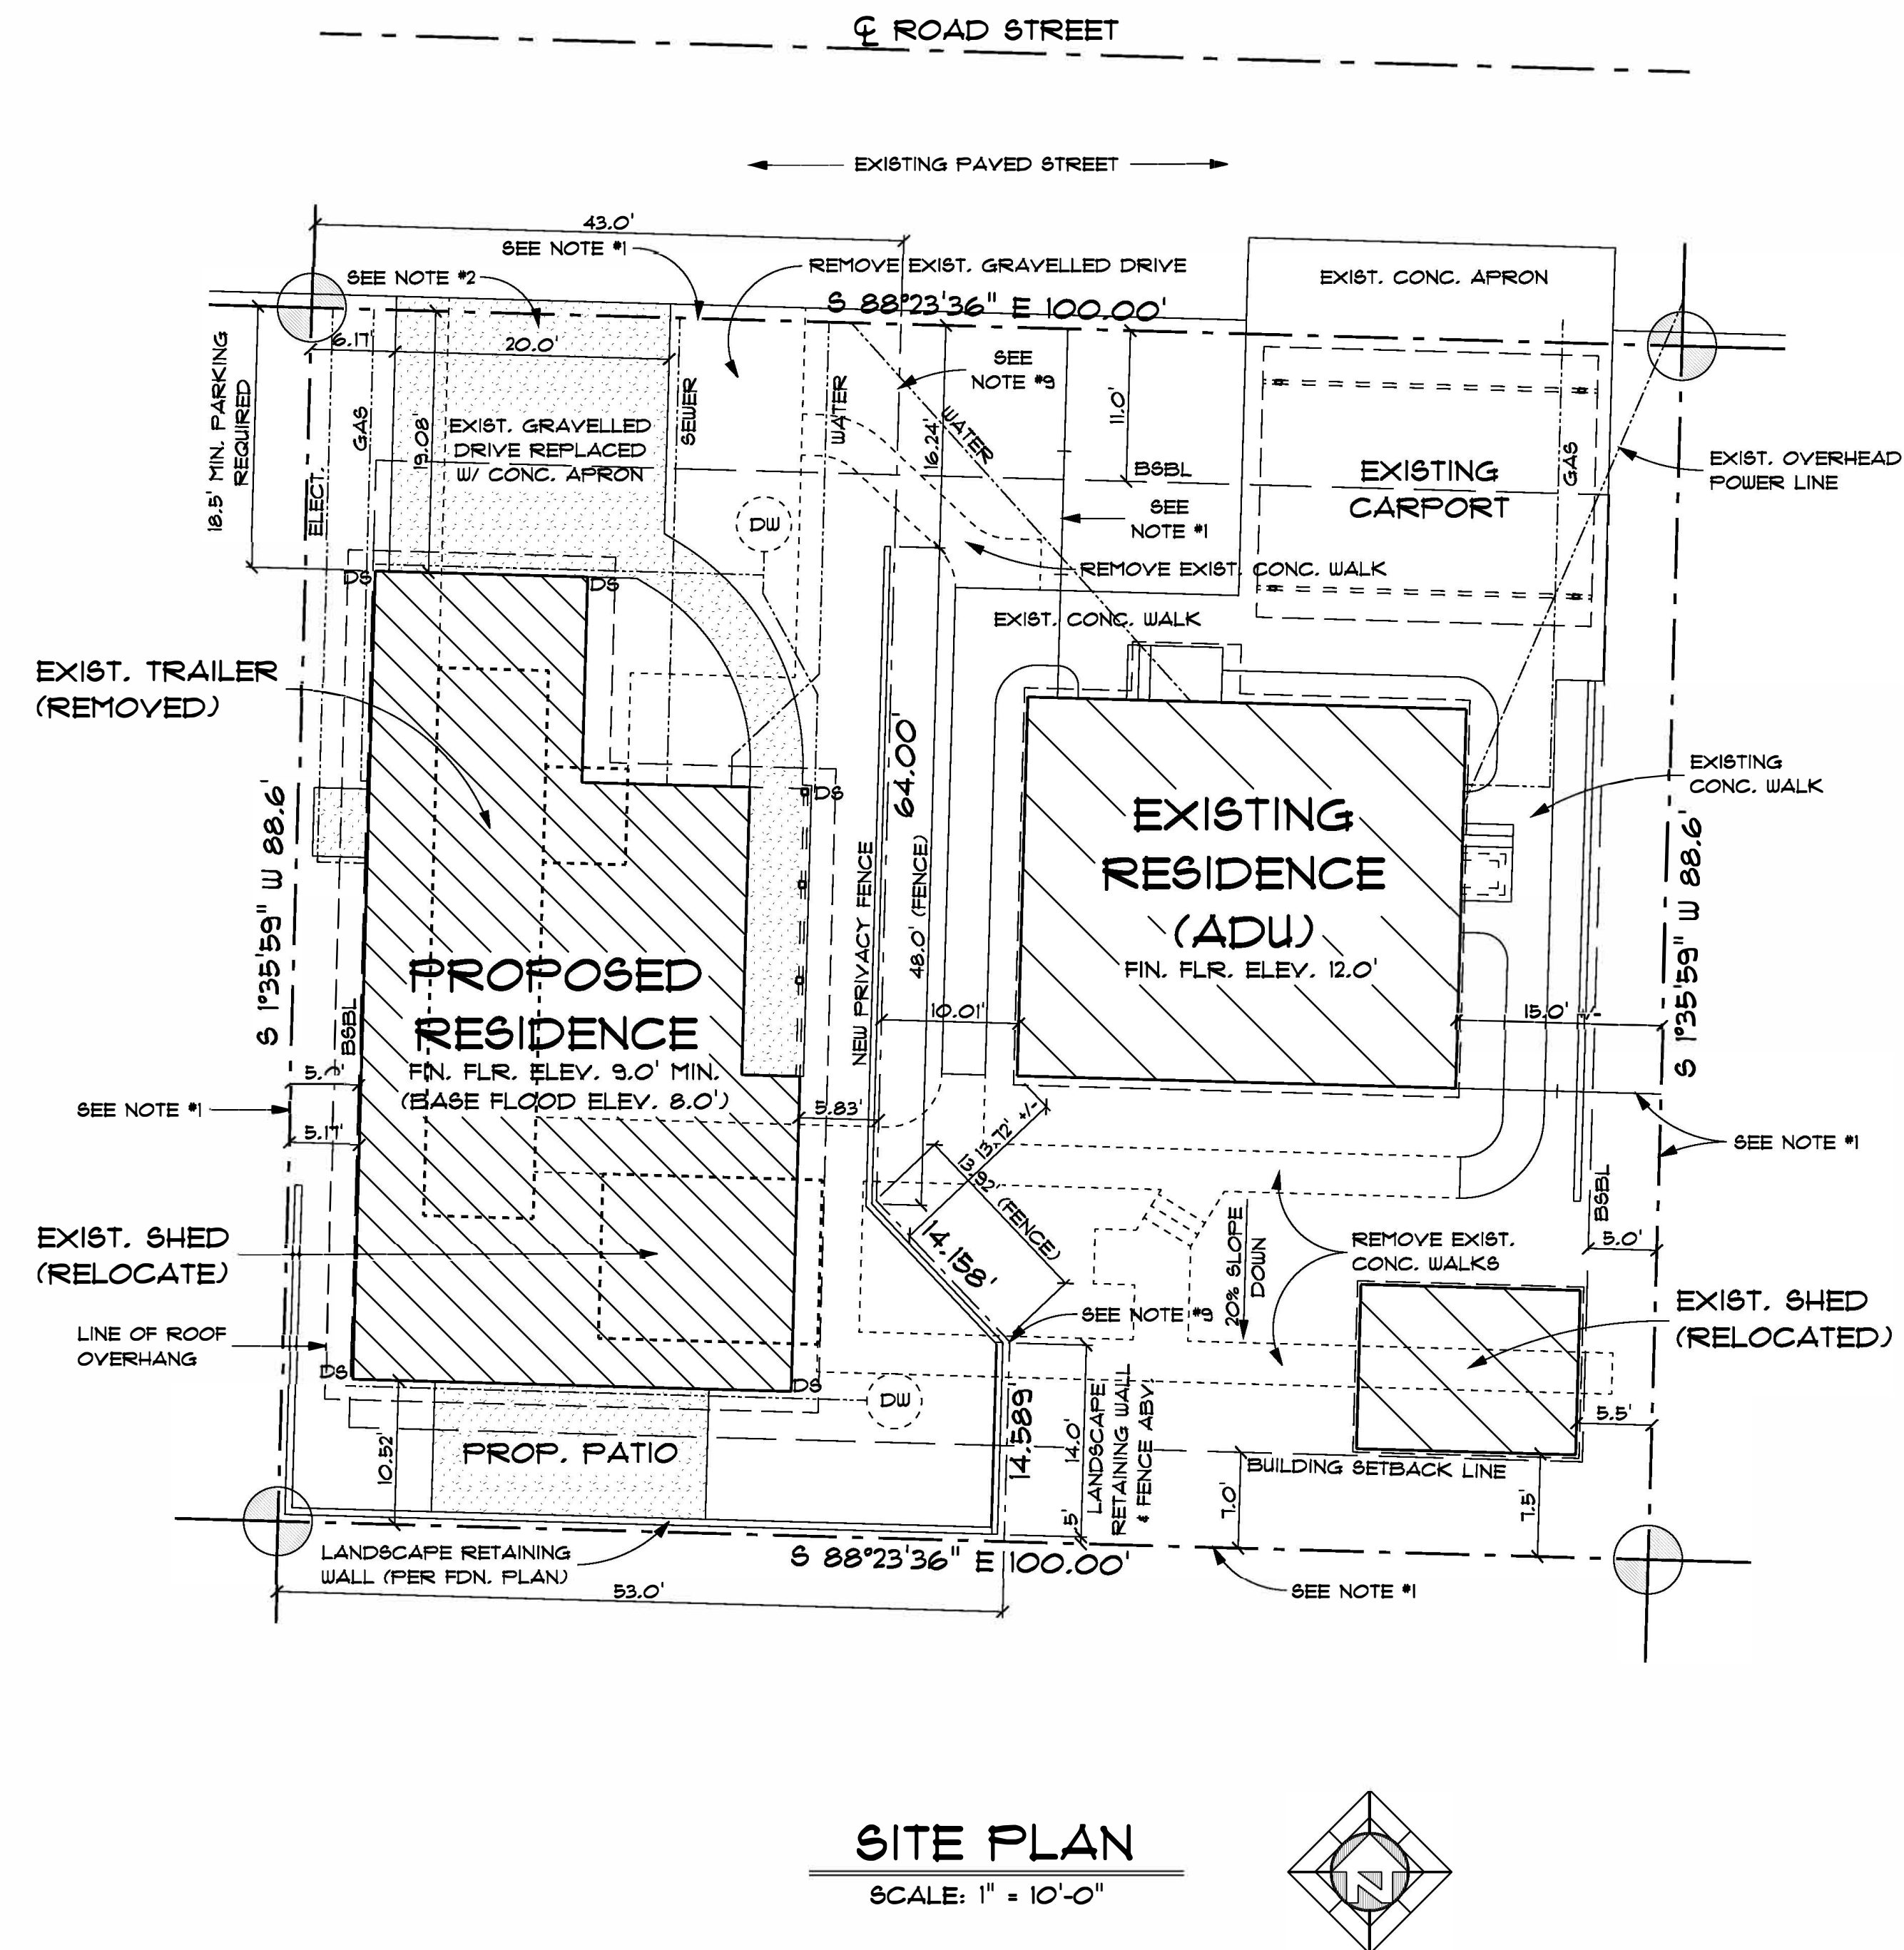 ℄ ROAD STREET
EXISTING PAVED STREET
43.0'
SEE NOTE #1
SEE NOTE #2
REMOVE EXIST. GRAVELLED DRIVE
EXIST. CONC. APRON
S 88°23'36" E 100.00'
6.17'
20.0'
18.5' MIN. PARKING
REQUIRED
ELECT.
GAS
19.08'
EXIST. GRAVELLED
DRIVE REPLACED
W/ CONC. APRON
SEWER
WATER
16.24'
WATER
SEE
NOTE #9
11.0'
BSBL
SEE
NOTE #1
EXISTING
CARPORT
GAS
EXIST. OVERHEAD
POWER LINE
DW
REMOVE EXIST. CONC. WALK
DS
DS
EXIST. CONC. WALK
EXIST. TRAILER
(REMOVED)
DS
64.00'
EXISTING
CONC. WALK
S 1°35'59" W 88.6'
NEW PRIVACY FENCE
48.0' (FENCE)
EXISTING
RESIDENCE
(ADU)
FIN. FLR. ELEV. 12.0'
S 1°35'59" W 88.6'
PROPOSED
RESIDENCE
FIN. FLR. ELEV. 9.0' MIN.
(BASE FLOOD ELEV. 8.0')
BSBL
10.01'
15.0'
SEE NOTE #1
5.17'
5.83'
13.72' +/-
13.92' (FENCE)
SEE NOTE #1
EXIST. SHED
(RELOCATE)
14.158'
20% SLOPE
DOWN
REMOVE EXIST.
CONC. WALKS
BSBL
5.0'
EXIST. SHED
(RELOCATED)
SEE NOTE #9
LINE OF ROOF
OVERHANG
DS
DS
DW
14.589'
14.0'
LANDSCAPE
RETAINING WALL
& FENCE ABV.
5.5'
10.52'
PROP. PATIO
BUILDING SETBACK LINE
7.0'
7.5'
LANDSCAPE RETAINING
WALL (PER FDN. PLAN)
S 88°23'36" E 100.00'
53.0'
SEE NOTE #1
SITE PLAN
SCALE: 1" = 10'-0"
N